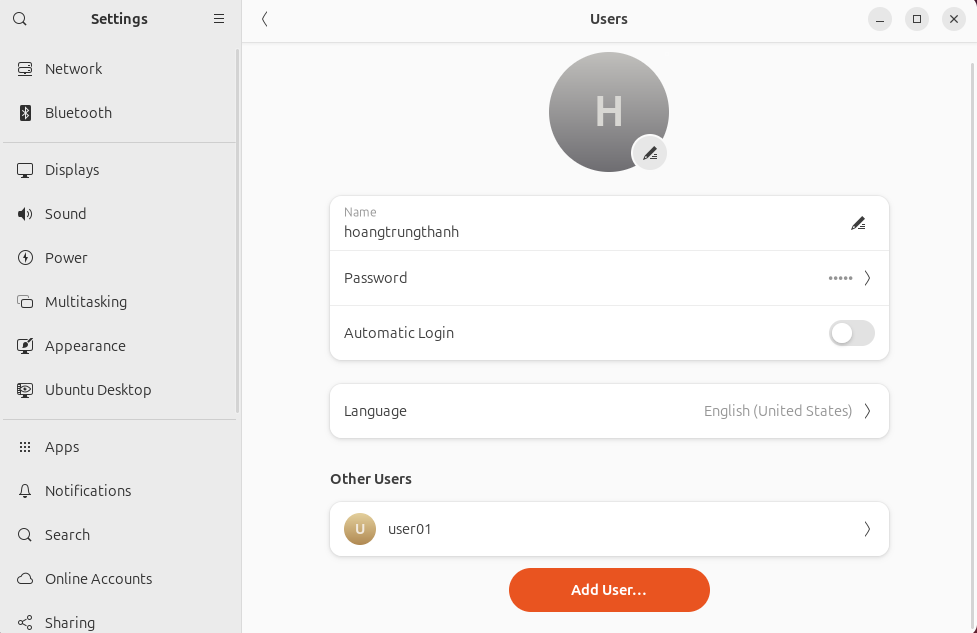 Settings
Network
Bluetooth
Displays
Sound
Power
Multitasking
Appearance
Ubuntu Desktop
Apps
Notifications
Search
Online Accounts
Sharing
Users
H
Name
hoangtrungthanh
Password
•••••
Automatic Login
Language
English (United States)
Other Users
U
user01
Add User...